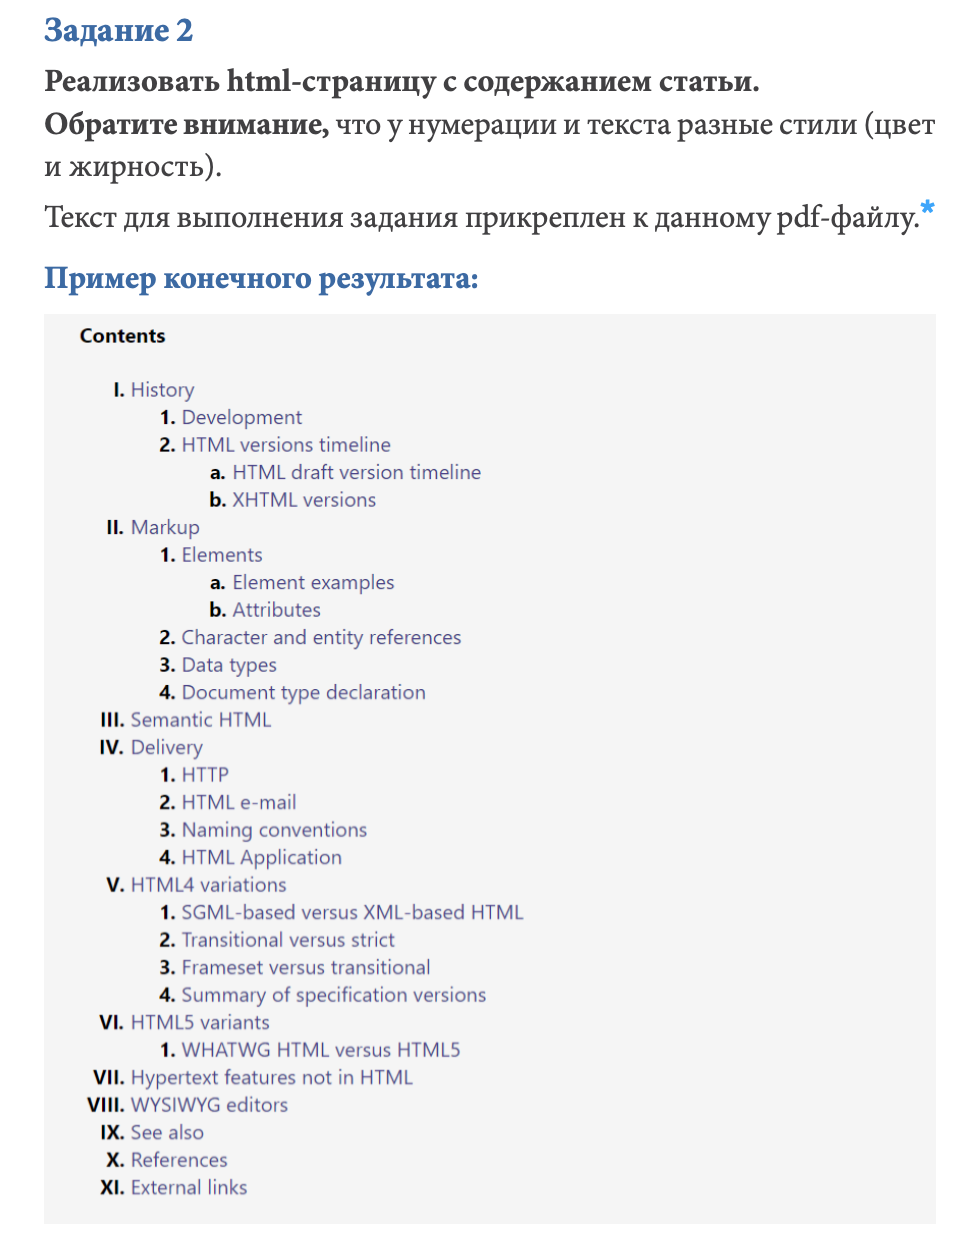 Задание 2
Реализовать html-страницу с содержанием статьи.
Обратите внимание, что у нумерации и текста разные стили (цвет
и жирность).
Текст для выполнения задания прикреплен к данному pdf-файлу.*
Пример конечного результата:
Contents
I. History
1. Development
2. HTML versions timeline
a. HTML draft version timeline
b. XHTML versions
II. Markup
1. Elements
a. Element examples
b. Attributes
2. Character and entity references
3. Data types
4. Document type declaration
III. Semantic HTML
IV. Delivery
1. HTTP
2. HTML e-mail
3. Naming conventions
4. HTML Application
V. HTML4 variations
1. SGML-based versus XML-based HTML
2. Transitional versus strict
3. Frameset versus transitional
4. Summary of specification versions
VI. HTML5 variants
1. WHATWG HTML versus HTML5
VII. Hypertext features not in HTML
VIII. WYSIWYG editors
IX. See also
X. References
XI. External links